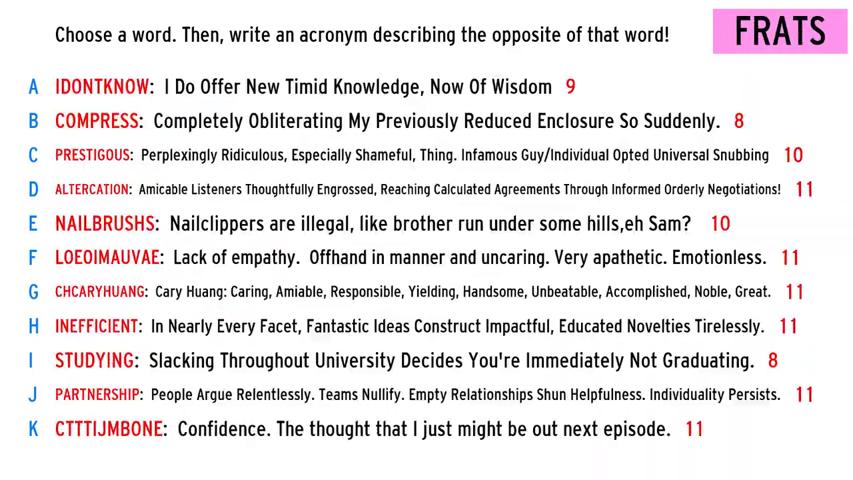 Choose a word. Then, write an acronym describing the opposite of that word!
FRATS
A IDONTKNOW: I Do Offer New Timid Knowledge, Now Of Wisdom 9
B COMPRESS: Completely Obliterating My Previously Reduced Enclosure So Suddenly. 8
C PRESTIGOUS: Perplexingly Ridiculous, Especially Shameful, Thing. Infamous Guy/Individual Opted Universal Snubbing 10
D ALTERCATION: Amicable Listeners Thoughtfully Engrossed, Reaching Calculated Agreements Through Informed Orderly Negotiations! 11
E NAILBRUSHS: Nailclippers are illegal, like brother run under some hills,eh Sam? 10
F LOEOIMAUVAE: Lack of empathy. Offhand in manner and uncaring. Very apathetic. Emotionless. 11
G CHCARYHUANG: Cary Huang: Caring, Amiable, Responsible, Yielding, Handsome, Unbeatable, Accomplished, Noble, Great. 11
H INEFFICIENT: In Nearly Every Facet, Fantastic Ideas Construct Impactful, Educated Novelties Tirelessly. 11
I STUDYING: Slacking Throughout University Decides You're Immediately Not Graduating. 8
J PARTNERSHIP: People Argue Relentlessly. Teams Nullify. Empty Relationships Shun Helpfulness. Individuality Persists. 11
K CTTTIJMBONE: Confidence. The thought that I just might be out next episode. 11